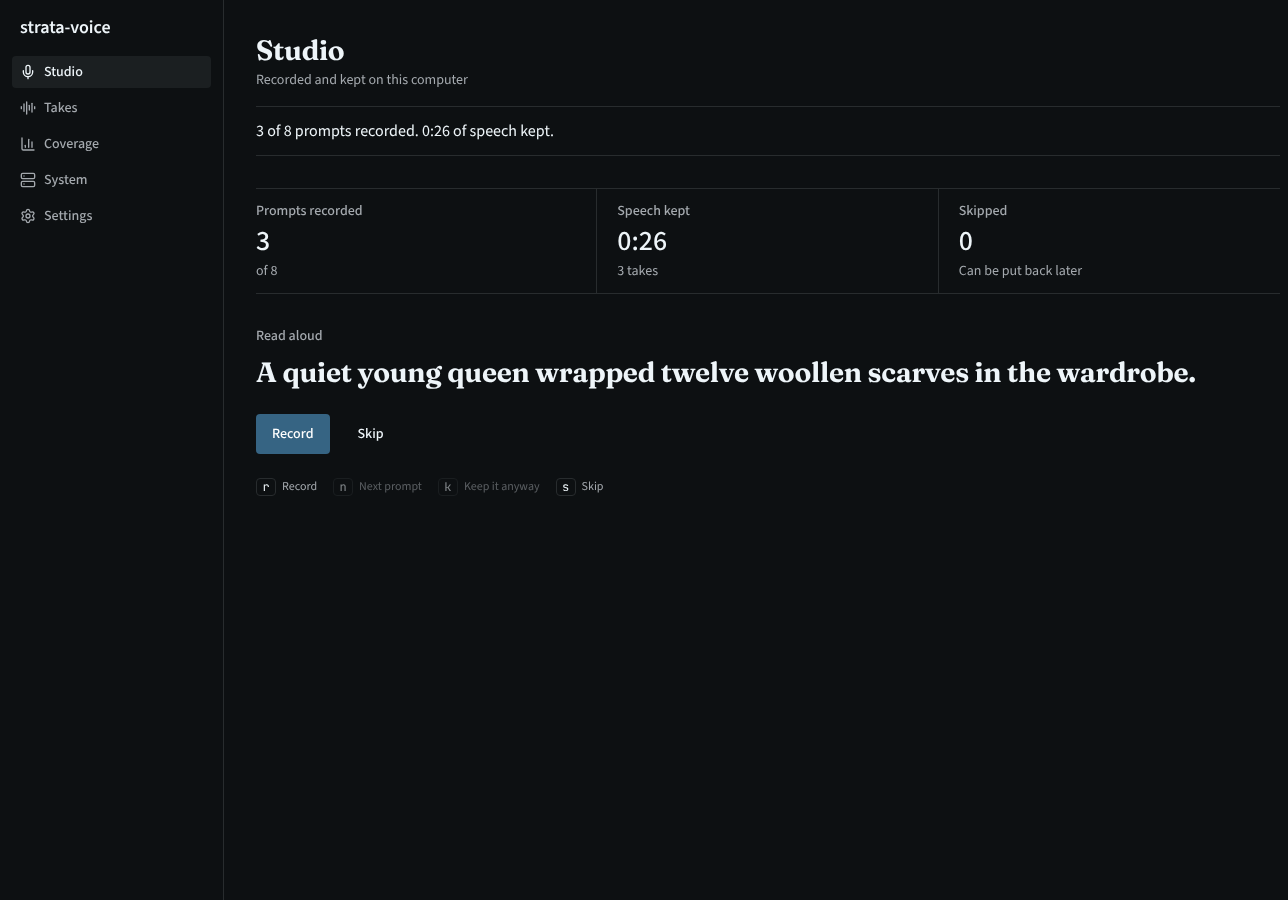 strata-voice
Studio
Takes
Coverage
System
Settings
Studio
Recorded and kept on this computer
3 of 8 prompts recorded. 0:26 of speech kept.
Prompts recorded
3
of 8
Speech kept
0:26
3 takes
Skipped
0
Can be put back later
Read aloud
A quiet young queen wrapped twelve woollen scarves in the wardrobe.
Record Skip
r Record n Next prompt k Keep it anyway s Skip